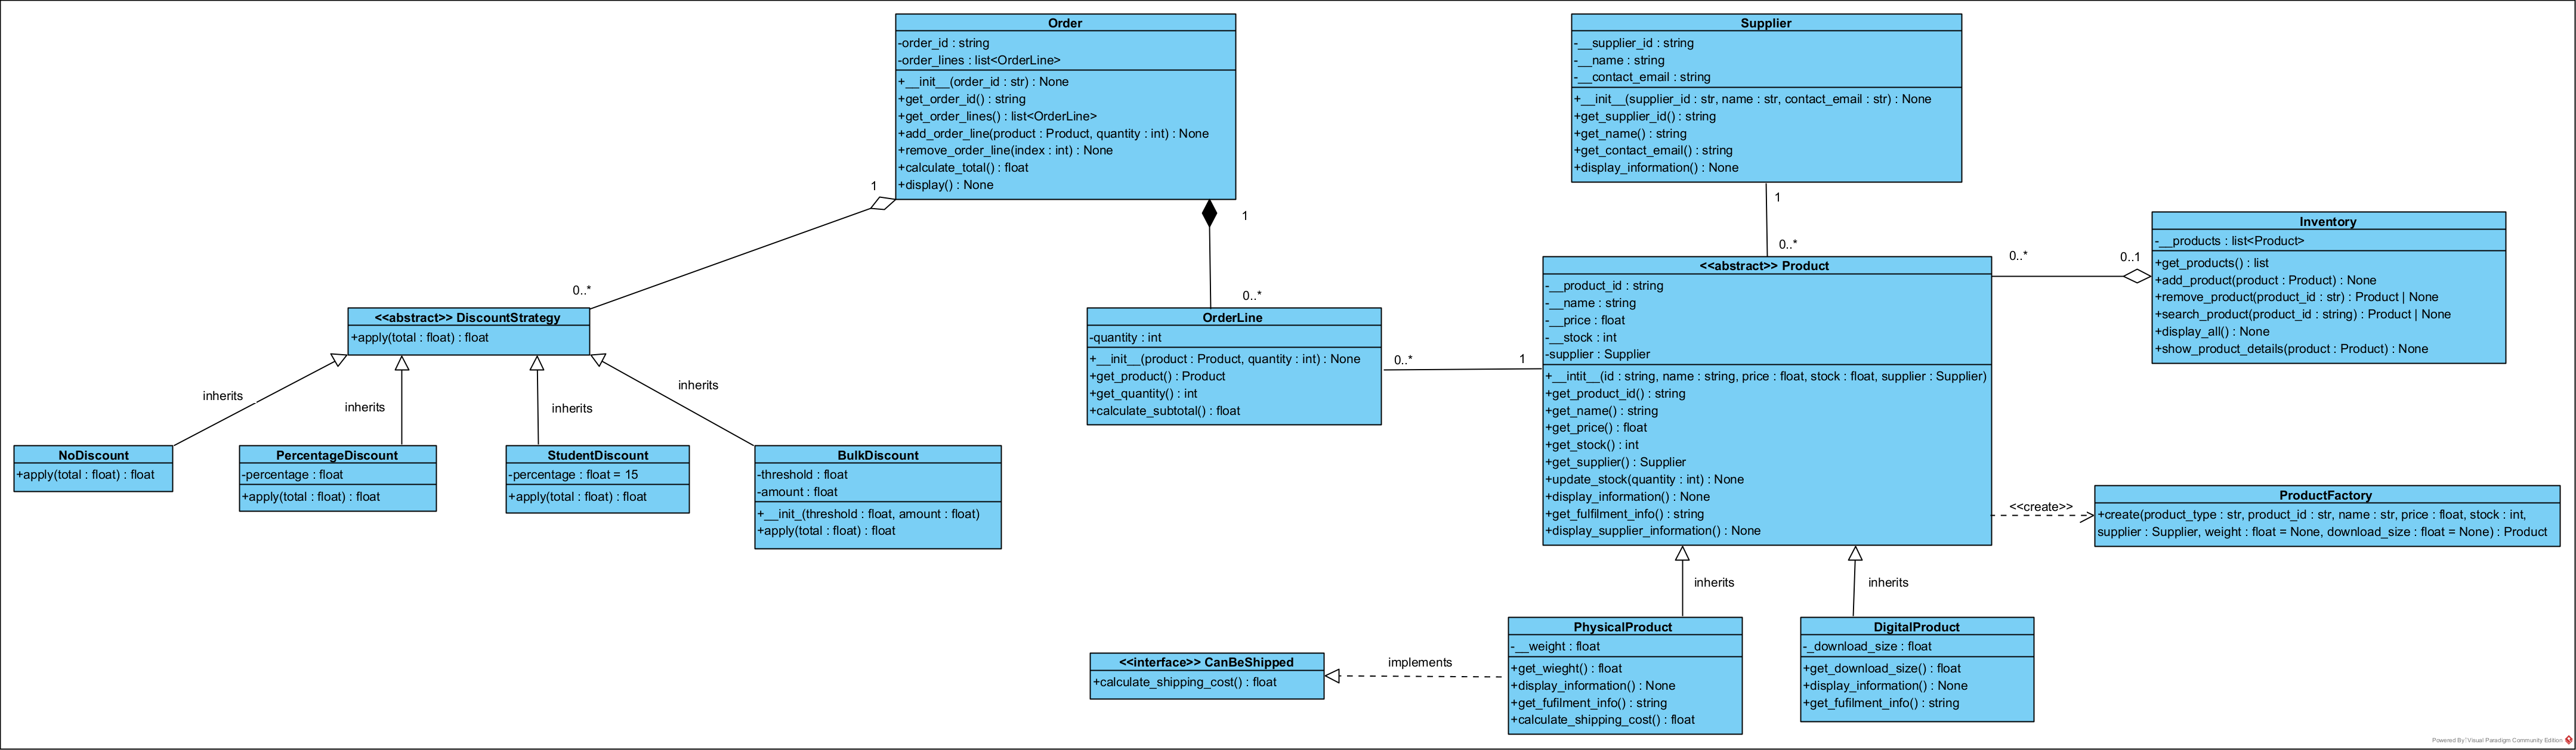 Order
-order_id : string
-order_lines : list<OrderLine>
+__init__(order_id : str) : None
+get_order_id() : string
+get_order_lines() : list<OrderLine>
+add_order_line(product : Product, quantity : int) : None
+remove_order_line(index : int) : None
+calculate_total() : float
+display() : None
Supplier
-__supplier_id : string
-__name : string
-__contact_email : string
+__init__(supplier_id : str, name : str, contact_email : str) : None
+get_supplier_id() : string
+get_name() : string
+get_contact_email() : string
+display_information() : None
1
0..*
1
0..*
1
0..*
Inventory
-__products : list<Product>
+get_products() : list
+add_product(product : Product) : None
+remove_product(product_id : str) : Product | None
+search_product(product_id : string) : Product | None
+display_all() : None
+show_product_details(product : Product) : None
0..*
0..1
<<abstract>> DiscountStrategy
+apply(total : float) : float
OrderLine
-quantity : int
+__init__(product : Product, quantity : int) : None
+get_product() : Product
+get_quantity() : int
+calculate_subtotal() : float
0..*
1
<<abstract>> Product
-__product_id : string
-__name : string
-__price : float
-__stock : int
-supplier : Supplier
+__intit__(id : string, name : string, price : float, stock : float, supplier : Supplier)
+get_product_id() : string
+get_name() : string
+get_price() : float
+get_stock() : int
+get_supplier() : Supplier
+update_stock(quantity : int) : None
+display_information() : None
+get_fulfilment_info() : string
+display_supplier_information() : None
inherits
inherits
inherits
inherits
NoDiscount
+apply(total : float) : float
PercentageDiscount
-percentage : float
+apply(total : float) : float
StudentDiscount
-percentage : float = 15
+apply(total : float) : float
BulkDiscount
-threshold : float
-amount : float
+__init_(threshold : float, amount : float)
+apply(total : float) : float
<<create>>
ProductFactory
+create(product_type : str, product_id : str, name : str, price : float, stock : int,
supplier : Supplier, weight : float = None, download_size : float = None) : Product
inherits
inherits
<<interface>> CanBeShipped
+calculate_shipping_cost() : float
implements
PhysicalProduct
-__weight : float
+get_wieght() : float
+display_information() : None
+get_fufilment_info() : string
+calculate_shipping_cost() : float
DigitalProduct
-_download_size : float
+get_download_size() : float
+display_information() : None
+get_fufilment_info() : string
Powered By Visual Paradigm Community Edition